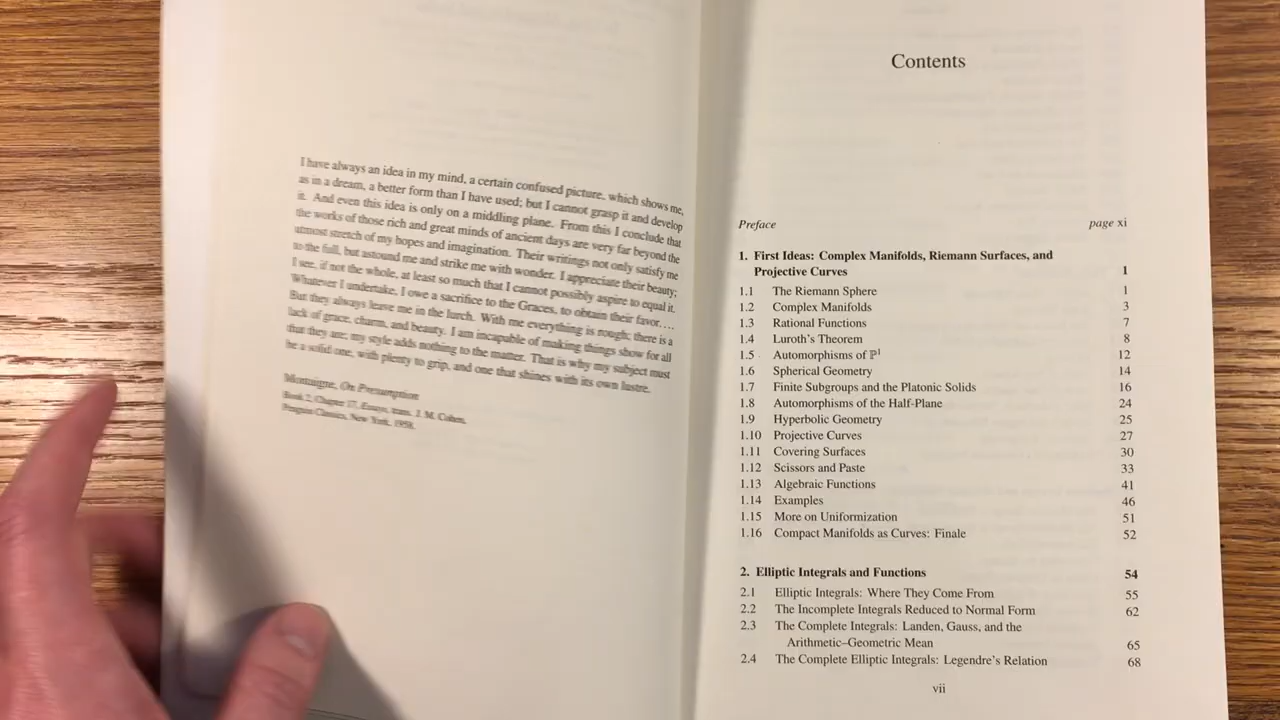 I have always an idea in my mind, a certain confused picture, which shows me,
as in a dream, a better form than I have used; but I cannot grasp it and develop
it. And even this idea is only on a middling plane. From this I conclude that
the works of those rich and great minds of ancient days are very far beyond the
utmost stretch of my hopes and imagination. Their writings not only satisfy me
to the full, but astound me and strike me with wonder. I appreciate their beauty;
I see, if not the whole, at least so much that I cannot possibly aspire to equal it.
Whatever I undertake, I owe a sacrifice to the Graces, to obtain their favor....
But they always leave me in the lurch. With me everything is rough; there is a
lack of grace, charm, and beauty. I am incapable of making things show for all
that they are; my style adds nothing to the matter. That is why my subject must
be a solid one, with plenty to grip, and one that shines with its own lustre.
Montaigne, On Presumption
Book 2, Chapter 17, Essays, trans. J. M. Cohen,
Penguin Classics, New York, 1958.
Contents
Preface page xi
1. First Ideas: Complex Manifolds, Riemann Surfaces, and
Projective Curves 1
1.1 The Riemann Sphere 1
1.2 Complex Manifolds 3
1.3 Rational Functions 7
1.4 Luroth's Theorem 8
1.5 Automorphisms of ℙ¹ 12
1.6 Spherical Geometry 14
1.7 Finite Subgroups and the Platonic Solids 16
1.8 Automorphisms of the Half-Plane 24
1.9 Hyperbolic Geometry 25
1.10 Projective Curves 27
1.11 Covering Surfaces 30
1.12 Scissors and Paste 33
1.13 Algebraic Functions 41
1.14 Examples 46
1.15 More on Uniformization 51
1.16 Compact Manifolds as Curves: Finale 52
2. Elliptic Integrals and Functions 54
2.1 Elliptic Integrals: Where They Come From 55
2.2 The Incomplete Integrals Reduced to Normal Form 62
2.3 The Complete Integrals: Landen, Gauss, and the
Arithmetic–Geometric Mean 65
2.4 The Complete Elliptic Integrals: Legendre's Relation 68
vii